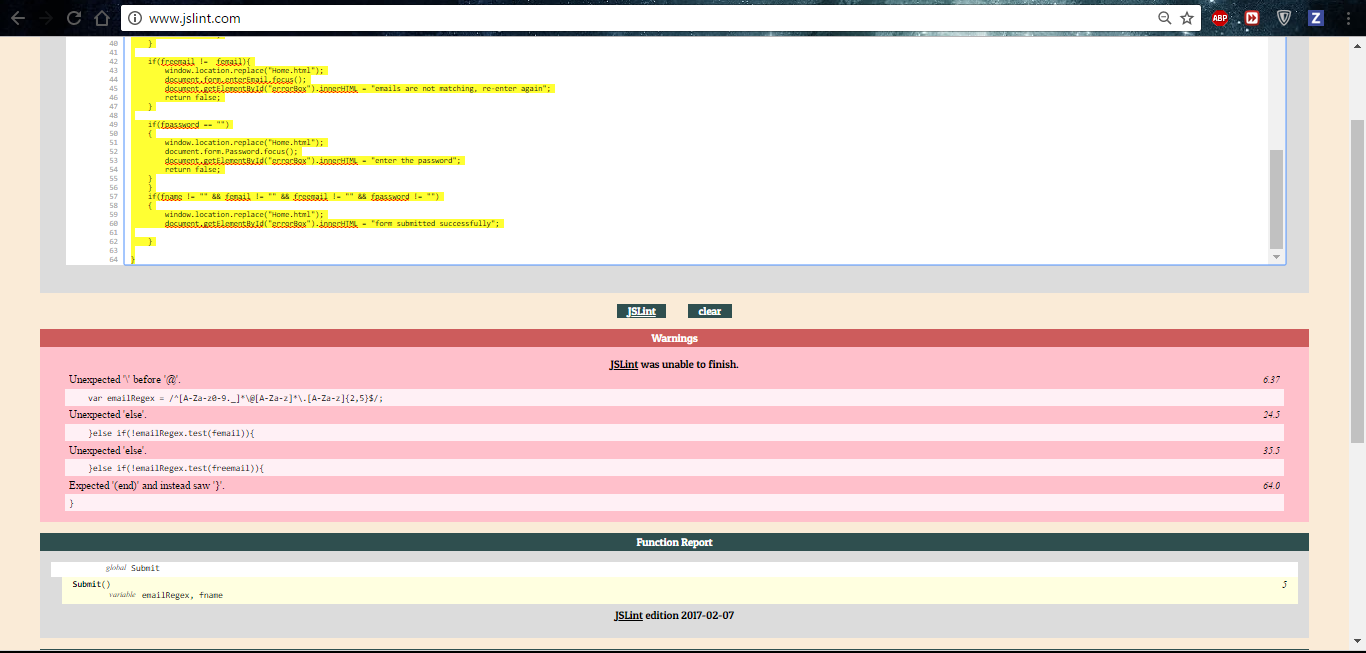 www.jslint.com
ABP
Z
40 }
41
42 if(freemail != femail){
43 window.location.replace("Home.html");
44 document.form.enterEmail.focus();
45 document.getElementById("errorBox").innerHTML = "emails are not matching, re-enter again";
46 return false;
47 }
48
49 if(fpassword == "")
50 {
51 window.location.replace("Home.html");
52 document.form.Password.focus();
53 document.getElementById("errorBox").innerHTML = "enter the password";
54 return false;
55 }
56 }
57 if(fname != "" && femail != "" && freemail != "" && fpassword != "")
58 {
59 window.location.replace("Home.html");
60 document.getElementById("errorBox").innerHTML = "form submitted successfully";
61
62 }
63
64 }
JSLint clear
Warnings
JSLint was unable to finish.
Unexpected '\' before '@'. 6.37
var emailRegex = /^[A-Za-z0-9._]*\@[A-Za-z]*\.[A-Za-z]{2,5}$/;
Unexpected 'else'. 24.5
}else if(!emailRegex.test(femail)){
Unexpected 'else'. 35.5
}else if(!emailRegex.test(freemail)){
Expected '(end)' and instead saw '}'. 64.0
}
Function Report
global Submit
Submit() 5
variable emailRegex, fname
JSLint edition 2017-02-07